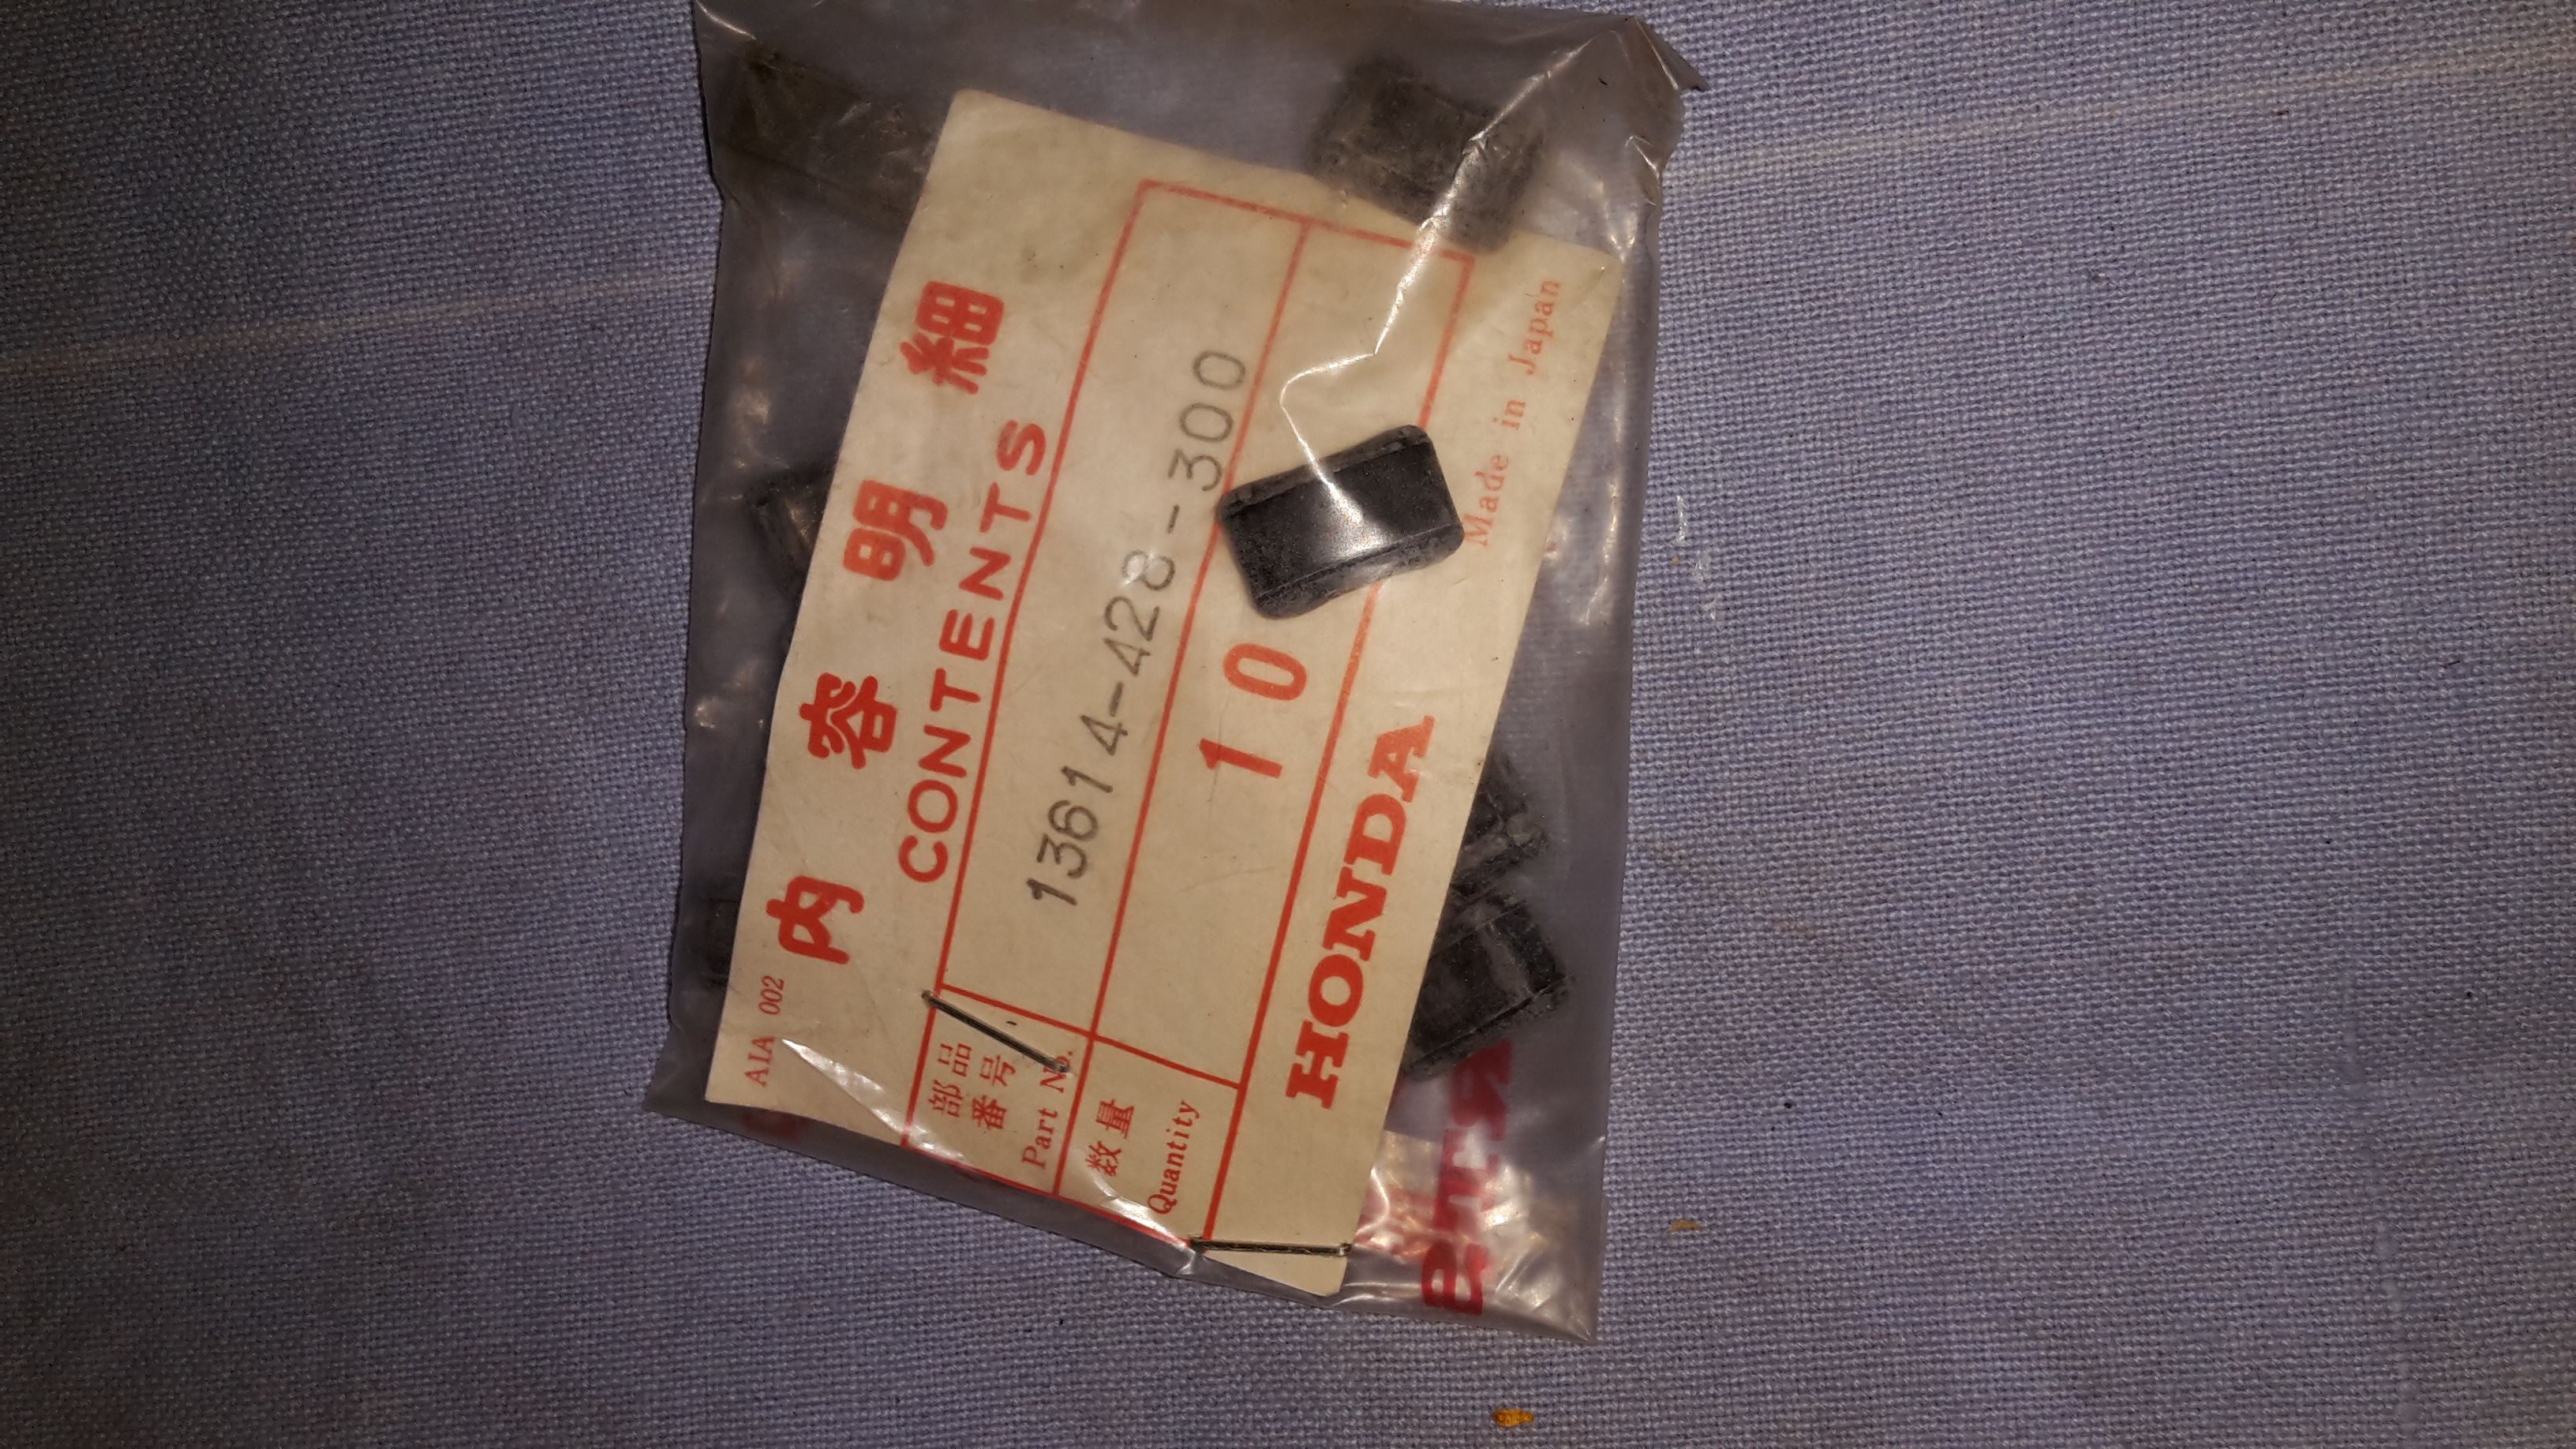 AIA 002
内容明細
CONTENTS
部品
番号
Part No.
13614-428-300
数量
Quantity
10
HONDA
Made in Japan